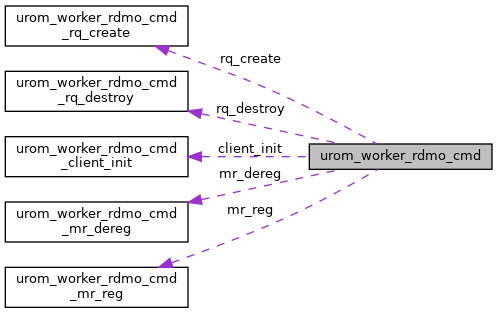 urom_worker_rdmo_cmd
_rq_create
rq_create
urom_worker_rdmo_cmd
_rq_destroy
rq_destroy
urom_worker_rdmo_cmd
_client_init
client_init
urom_worker_rdmo_cmd
mr_dereg
urom_worker_rdmo_cmd
_mr_dereg
mr_reg
urom_worker_rdmo_cmd
_mr_reg